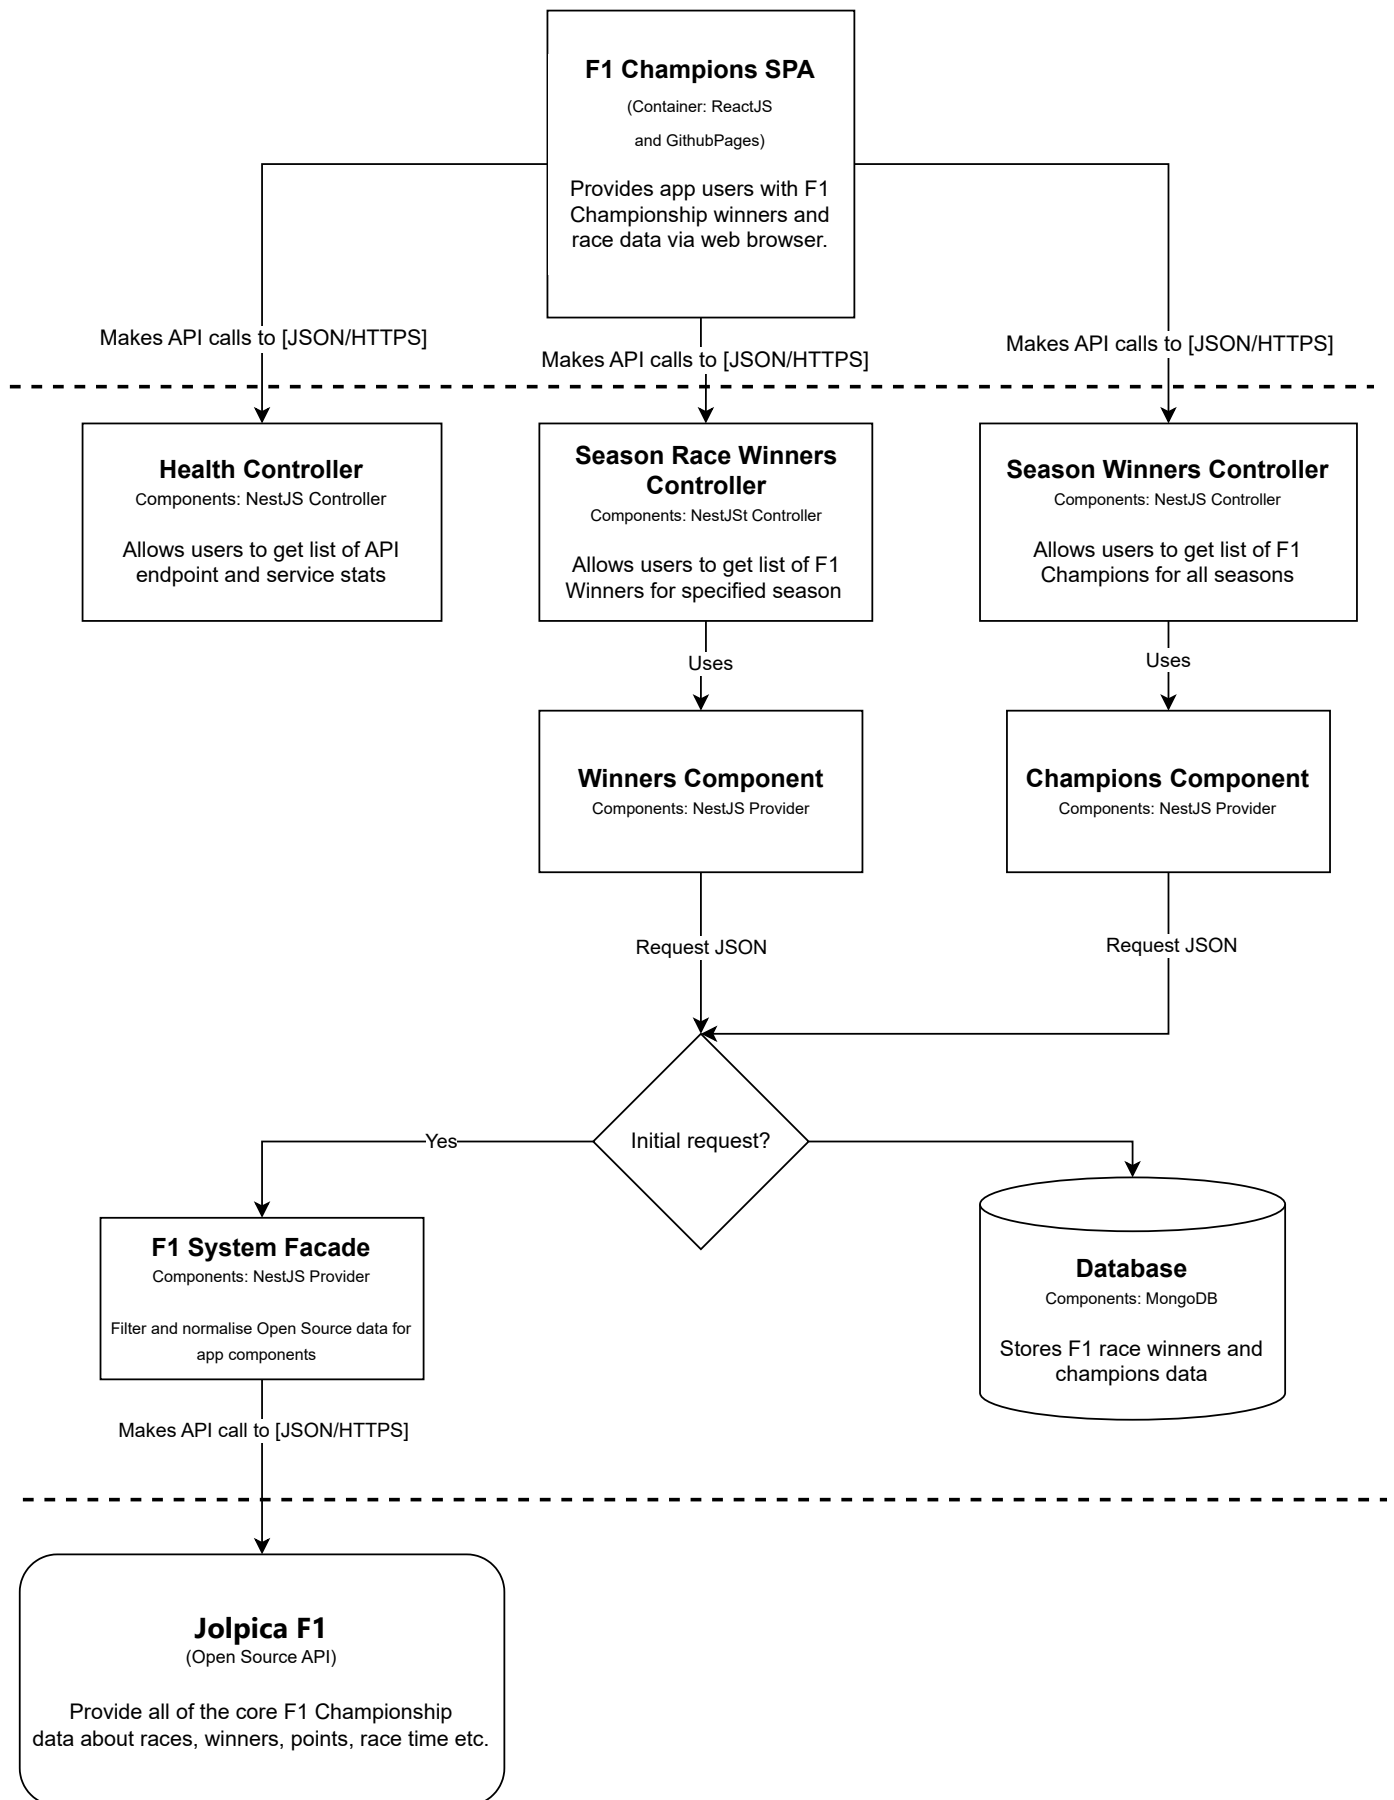 F1 Champions SPA
(Container: ReactJS
and GithubPages)
Provides app users with F1
Championship winners and
race data via web browser.
Makes API calls to [JSON/HTTPS]
Makes API calls to [JSON/HTTPS]
Makes API calls to [JSON/HTTPS]
Health Controller
Components: NestJS Controller
Allows users to get list of API
endpoint and service stats
Season Race Winners
Controller
Components: NestJSt Controller
Allows users to get list of F1
Winners for specified season
Season Winners Controller
Components: NestJS Controller
Allows users to get list of F1
Champions for all seasons
Uses
Uses
Winners Component
Components: NestJS Provider
Champions Component
Components: NestJS Provider
Request JSON
Request JSON
Initial request?
Yes
F1 System Facade
Components: NestJS Provider
Filter and normalise Open Source data for
app components
Database
Components: MongoDB
Stores F1 race winners and
champions data
Makes API call to [JSON/HTTPS]
Jolpica F1
(Open Source API)
Provide all of the core F1 Championship
data about races, winners, points, race time etc.